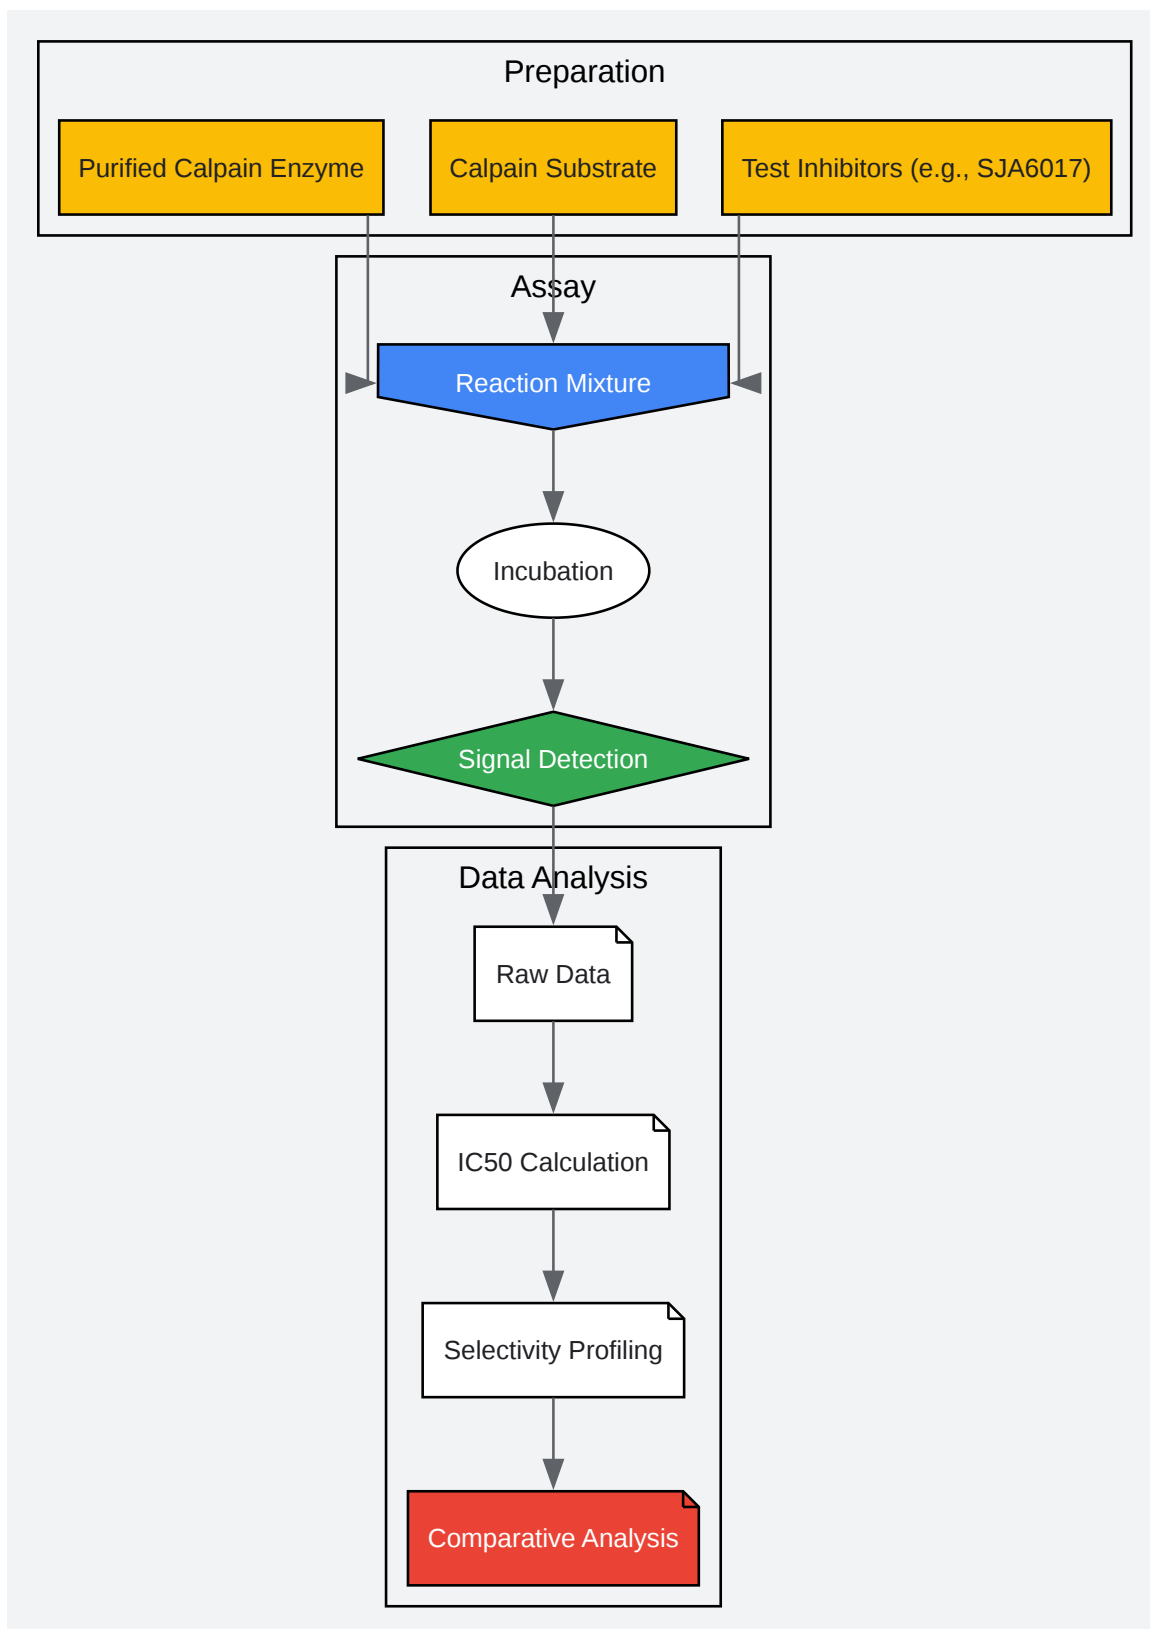 Preparation
Purified Calpain Enzyme
Calpain Substrate
Test Inhibitors (e.g., SJA6017)
Assay
Reaction Mixture
Incubation
Signal Detection
Data Analysis
Raw Data
IC50 Calculation
Selectivity Profiling
Comparative Analysis